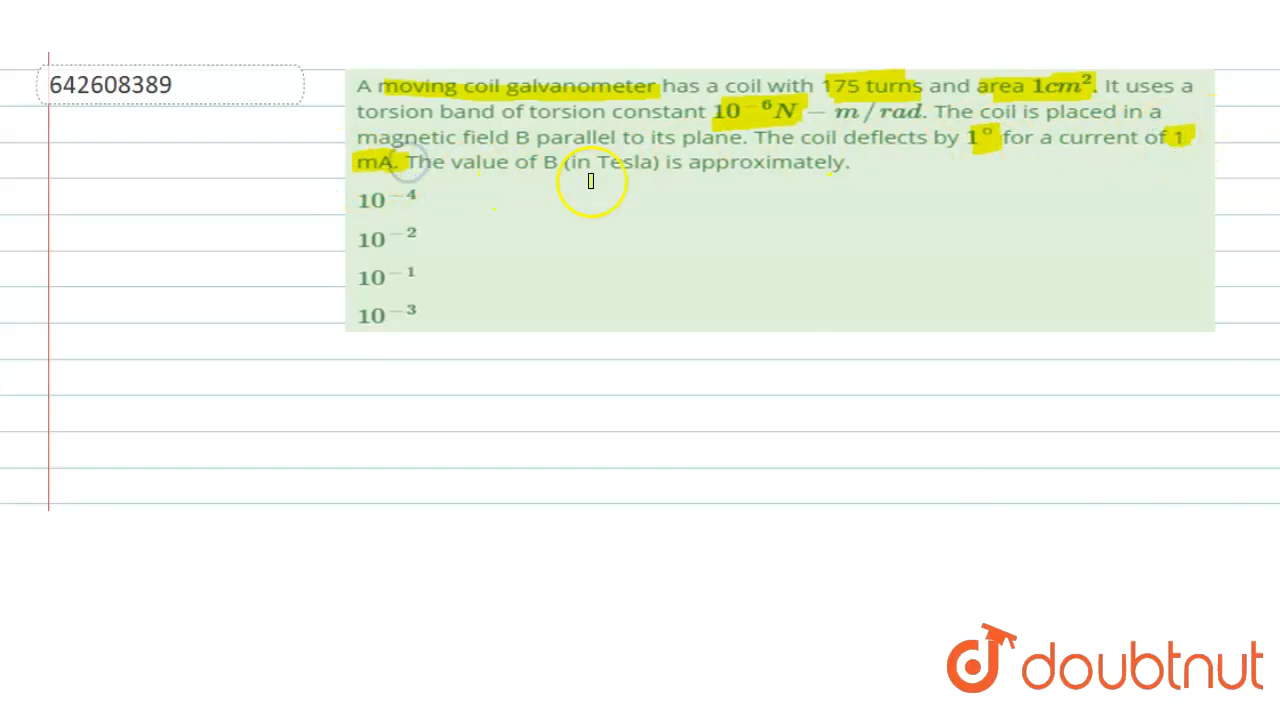 642608389
A moving coil galvanometer has a coil with 175 turns and area 1cm². It uses a
torsion band of torsion constant 10⁻⁶N − m/rad. The coil is placed in a
magnetic field B parallel to its plane. The coil deflects by 1° for a current of 1
mA. The value of B (in Tesla) is approximately.
10⁻⁴
10⁻²
10⁻¹
10⁻³
doubtnut